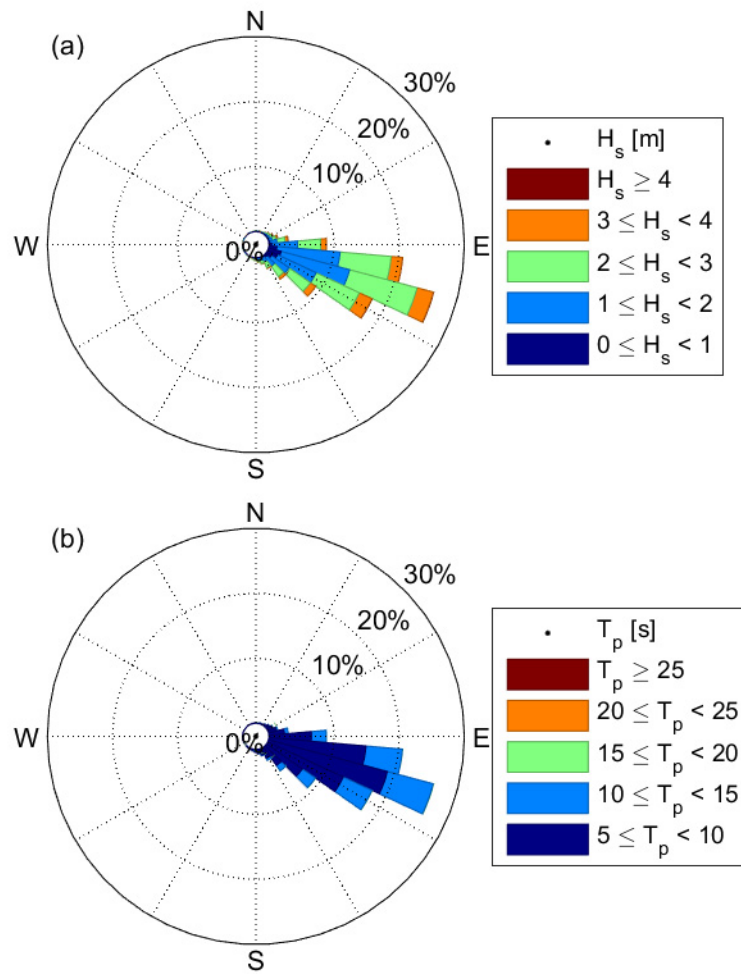 (a)
N
30%
20%
10%
0%
W
E
S
H_s [m]
H_s ≥ 4
3 ≤ H_s < 4
2 ≤ H_s < 3
1 ≤ H_s < 2
0 ≤ H_s < 1
(b)
N
30%
20%
10%
0%
W
E
S
T_p [s]
T_p ≥ 25
20 ≤ T_p < 25
15 ≤ T_p < 20
10 ≤ T_p < 15
5 ≤ T_p < 10